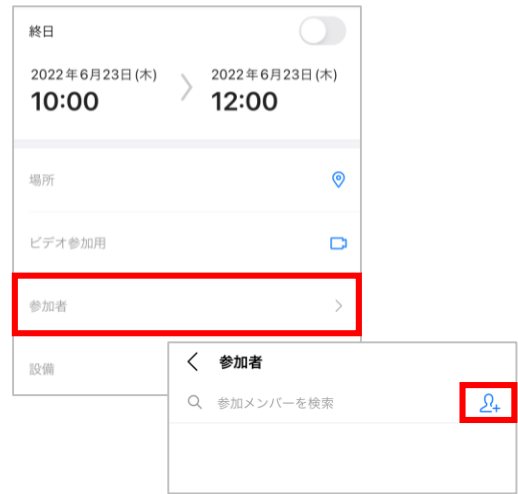 終日
2022年6月23日(木) 2022年6月23日(木)
10:00 12:00
場所
ビデオ参加用
参加者
設備
参加者
参加メンバーを検索